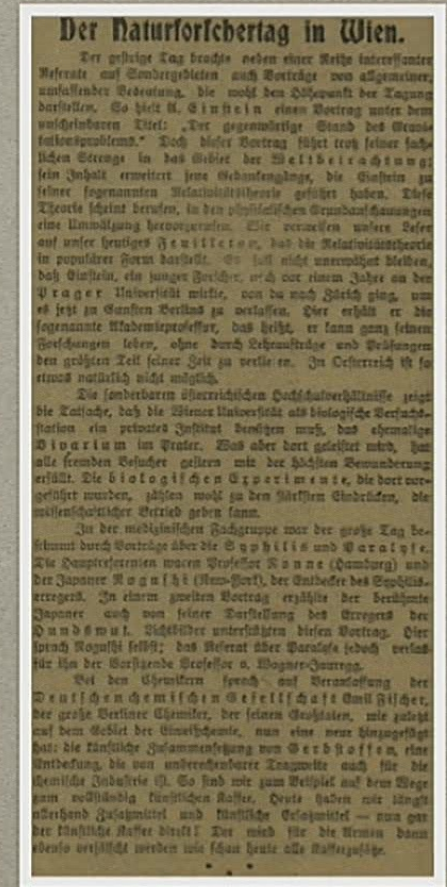 Der Naturforschertag in Wien.
Der gestrige Tag brachte neben einer Reihe interessanter
Referate auf Sondergebieten auch Vorträge von allgemeiner,
umfassender Bedeutung, die wohl den Höhepunkt der Tagung
darstellen. So hielt A. Einstein einen Vortrag unter dem
unscheinbaren Titel: „Der gegenwärtige Stand des Gravi-
tationsproblems.“ Doch dieser Vortrag führt trotz seiner fach-
lichen Strenge in das Gebiet der Weltbetrachtung;
sein Inhalt erweitert jene Gedankengänge, die Einstein zu
seiner sogenannten Relativitätstheorie geführt haben. Diese
Theorie scheint berufen, in den physikalischen Grundanschauungen
eine Umwälzung hervorzurufen. Wir verweisen unsere Leser
auf unser heutiges Feuilleton, das die Relativitätstheorie
in populärer Form darstellt. Es soll nicht unerwähnt bleiben,
daß Einstein, ein junger Forscher, noch vor einem Jahre an der
Prager Universität wirkte, von da nach Zürich ging, um
es jetzt zu Gunsten Berlins zu verlassen. Hier erhält er die
sogenannte Akademieprofessur, das heißt, er kann ganz seinen
Forschungen leben, ohne durch Lehraufträge und Prüfungen
den größten Teil seiner Zeit zu verlieren. In Oesterreich ist so
etwas natürlich nicht möglich.
Die sonderbaren österreichischen Hochschulverhältnisse zeigt
die Tatsache, daß die Wiener Universität als biologische Versuchs-
station ein privates Institut benützen muß, das ehemalige
Vivarium im Prater. Was aber dort geleistet wird, hat
alle fremden Besucher gestern mit der höchsten Bewunderung
erfüllt. Die biologischen Experimente, die dort vor-
geführt wurden, zählen wohl zu den stärksten Eindrücken, die
wissenschaftlicher Betrieb geben kann.
In der medizinischen Fachgruppe war der große Tag be-
stimmt durch Vorträge über die Syphilis und Paralyse.
Die Hauptreferenten waren Professor Nonne (Hamburg) und
der Japaner Noguchi (New-York), der Entdecker des Syphilis-
erregers. In einem zweiten Vortrag erzählte der berühmte
Japaner auch von seiner Darstellung des Erregers der
Hundswut. Lichtbilder unterstützten diesen Vortrag. Hier
sprach Noguchi selbst; das Referat über Paralyse jedoch verlas
für ihn der Vorsitzende Professor v. Wagner-Jauregg.
Bei den Chemikern sprach auf Veranlassung der
Deutschen chemischen Gesellschaft Emil Fischer,
der große Berliner Chemiker, der seinen Großtaten, wie zuletzt
auf dem Gebiet der Eiweißchemie, nun eine neue hinzugefügt
hat: die künstliche Zusammensetzung von Gerbstoffen, eine
Entdeckung, die von unberechenbarer Tragweite auch für die
chemische Industrie ist. So sind wir zum Beispiel auf dem Wege
zum vollständig künstlichen Kaffee. Heute haben wir längst
allerhand Zusatzmittel und künstliche Ersatzmittel — nun gar
der künstliche Kaffee direkt! Der wird für die Armen dann
ebenso verfälscht werden wie schon heute alle Kaffeezusätze.